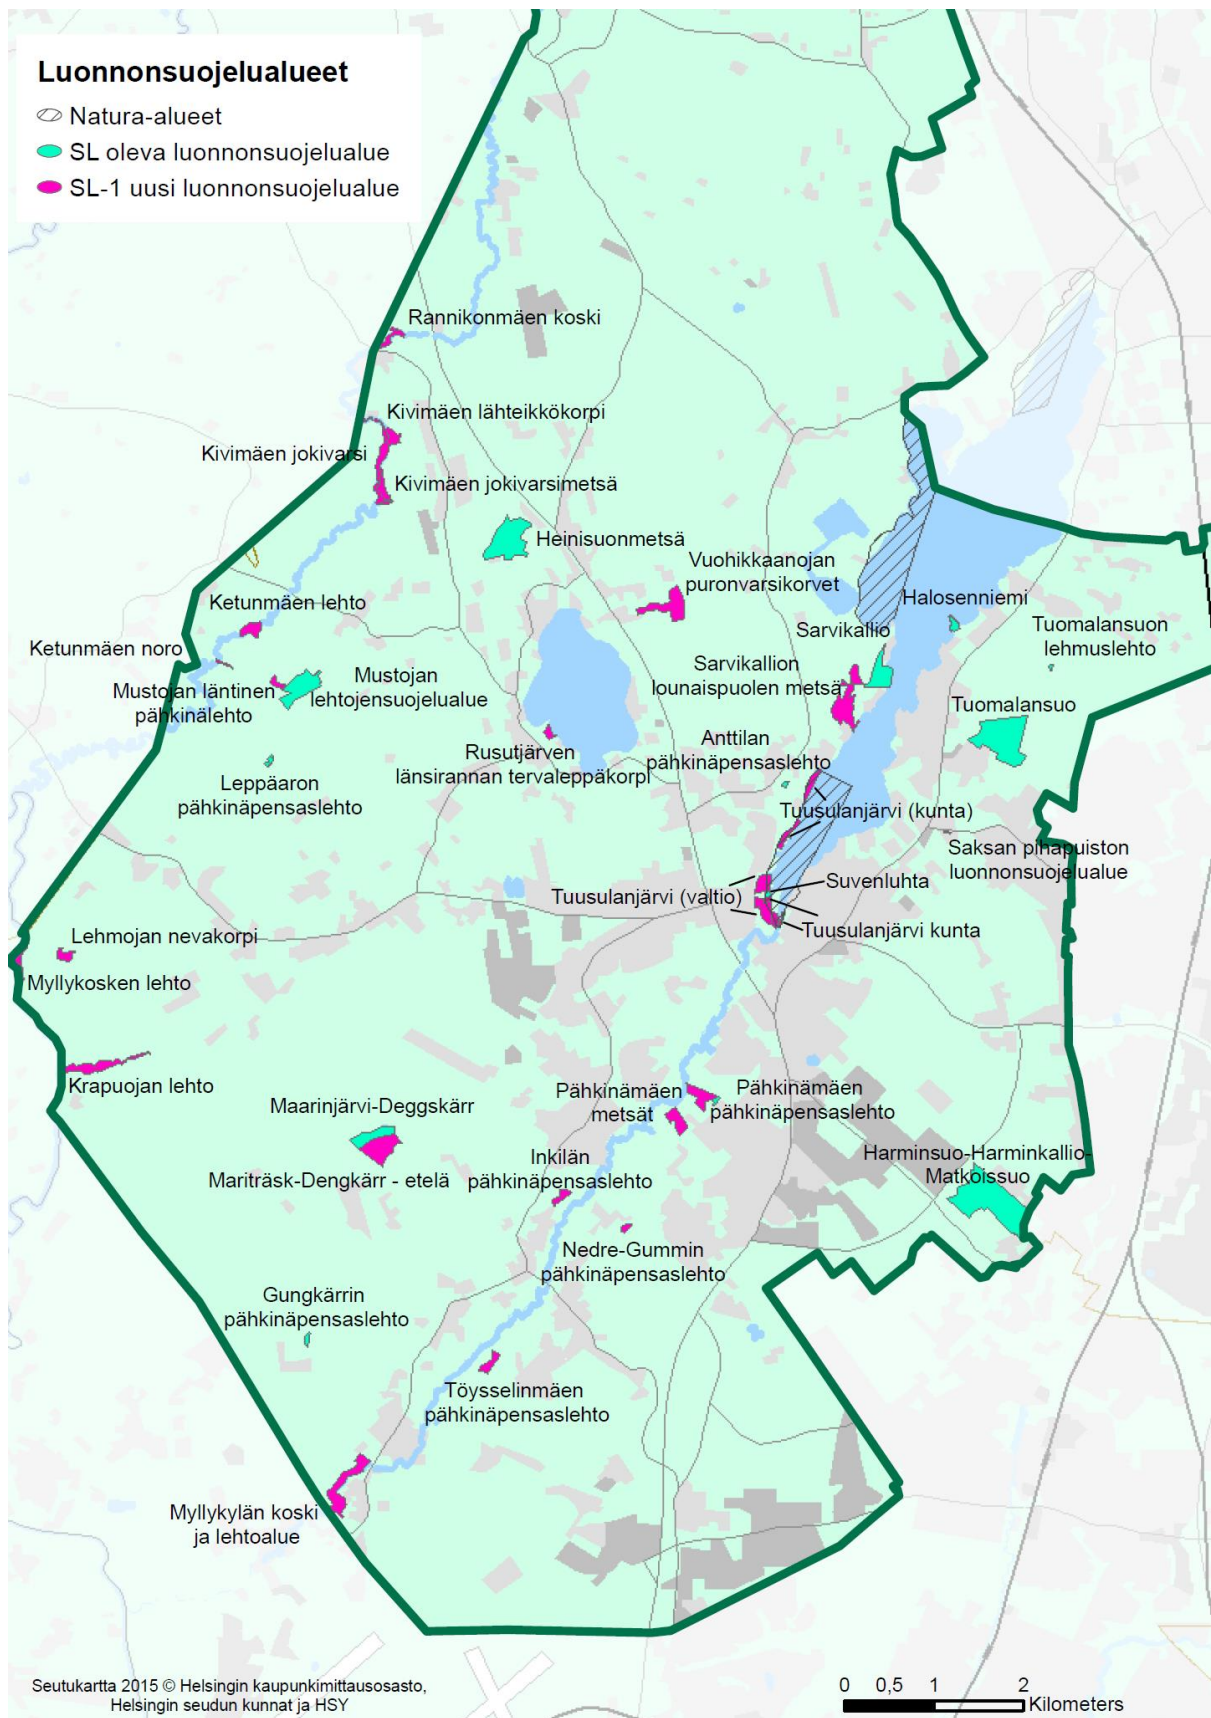 Luonnonsuojelualueet
Natura-alueet
SL oleva luonnonsuojelualue
SL-1 uusi luonnonsuojelualue
Rannikonmäen koski
Kivimäen lähteikkökorpi
Kivimäen jokivarsi
Kivimäen jokivarsimetsä
Heinisuonmetsä
Vuohikkaanojan
puronvarsikorvet
Halosenniemi
Ketunmäen lehto
Sarvikallio
Tuomalansuon
lehmuslehto
Ketunmäen noro
Sarvikallion
lounaispuolen metsä
Mustojan läntinen
pähkinälehto
Mustojan
lehtojensuojelualue
Tuomalansuo
Rusutjärven
länsirannan tervaleppäkorpI
Anttilan
pähkinäpensaslehto
Leppäaron
pähkinäpensaslehto
Tuusulanjärvi (kunta)
Saksan pihapuiston
luonnonsuojelualue
Suvenluhta
Tuusulanjärvi (valtio)
Tuusulanjärvi kunta
Lehmojan nevakorpi
Myllykosken lehto
Krapuojan lehto
Pähkinämäen
metsät
Pähkinämäen
pähkinäpensaslehto
Maarinjärvi-Deggskärr
Harminsuo-Harminkallio-
Matkoissuo
Inkilän
pähkinäpensaslehto
Mariträsk-Dengkärr - etelä
Nedre-Gummin
pähkinäpensaslehto
Gungkärrin
pähkinäpensaslehto
Töysselinmäen
pähkinäpensaslehto
Myllykylän koski
ja lehtoalue
Seutukartta 2015 © Helsingin kaupunkimittausosasto,
Helsingin seudun kunnat ja HSY
0 0,5 1 2
Kilometers